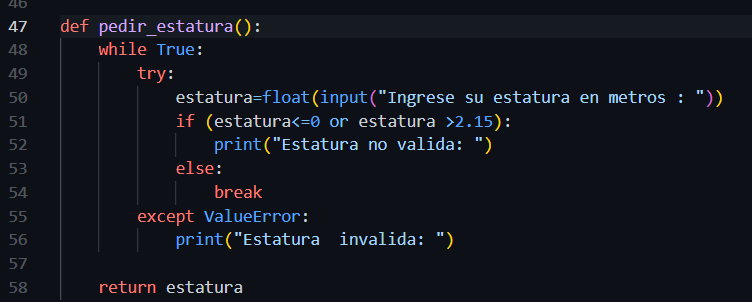 46
47 def pedir_estatura():
48     while True:
49         try:
50             estatura=float(input("Ingrese su estatura en metros : "))
51             if (estatura<=0 or estatura >2.15):
52                 print("Estatura no valida: ")
53             else:
54                 break
55         except ValueError:
56             print("Estatura  invalida: ")
57
58     return estatura